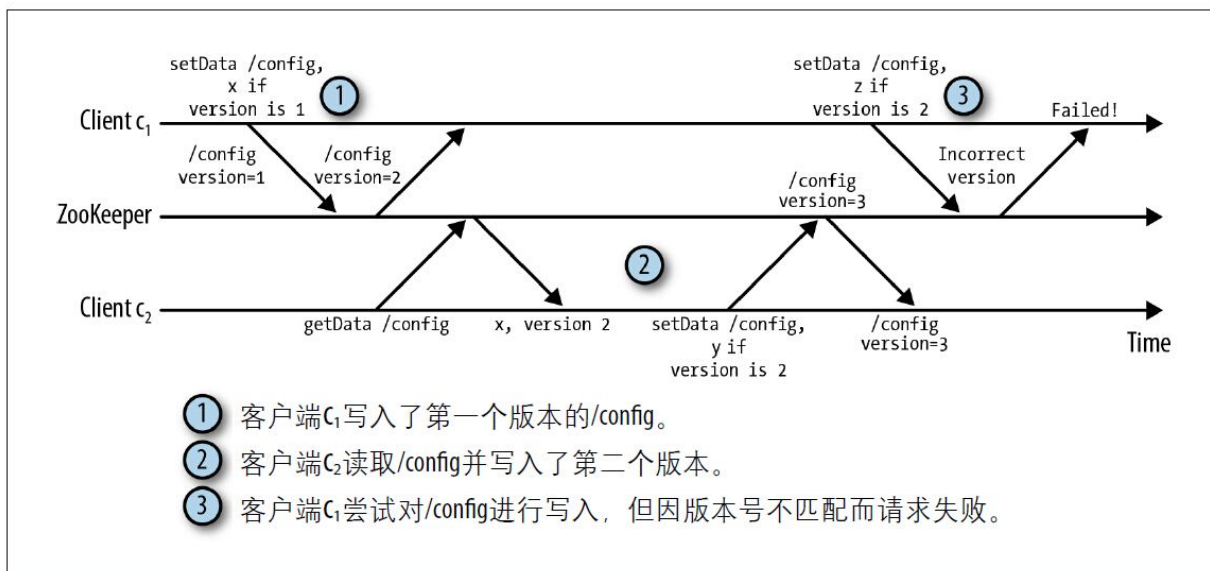 setData /config,
x if
version is 1
1
setData /config,
z if
version is 2
3
Failed!
Client c₁
/config
version=1
/config
version=2
Incorrect
version
/config
version=3
ZooKeeper
2
Client c₂
getData /config
x, version 2
setData /config,
y if
version is 2
/config
version=3
Time
1 客户端C₁写入了第一个版本的/config。
2 客户端C₂读取/config并写入了第二个版本。
3 客户端C₁尝试对/config进行写入，但因版本号不匹配而请求失败。